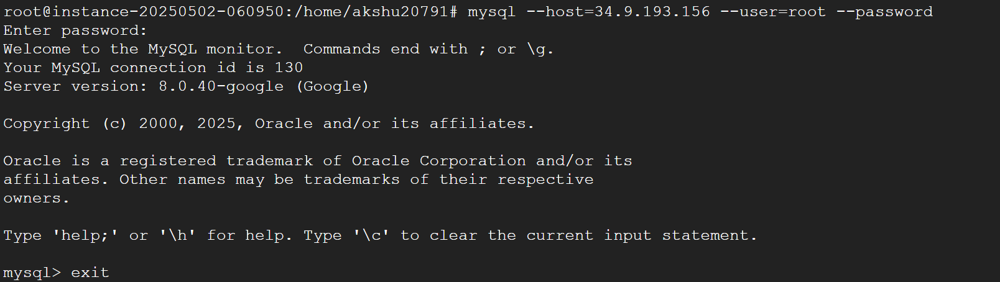 root@instance-20250502-060950:/home/akshu20791# mysql --host=34.9.193.156 --user=root --password
Enter password:
Welcome to the MySQL monitor.  Commands end with ; or \g.
Your MySQL connection id is 130
Server version: 8.0.40-google (Google)

Copyright (c) 2000, 2025, Oracle and/or its affiliates.

Oracle is a registered trademark of Oracle Corporation and/or its
affiliates. Other names may be trademarks of their respective
owners.

Type 'help;' or '\h' for help. Type '\c' to clear the current input statement.

mysql> exit